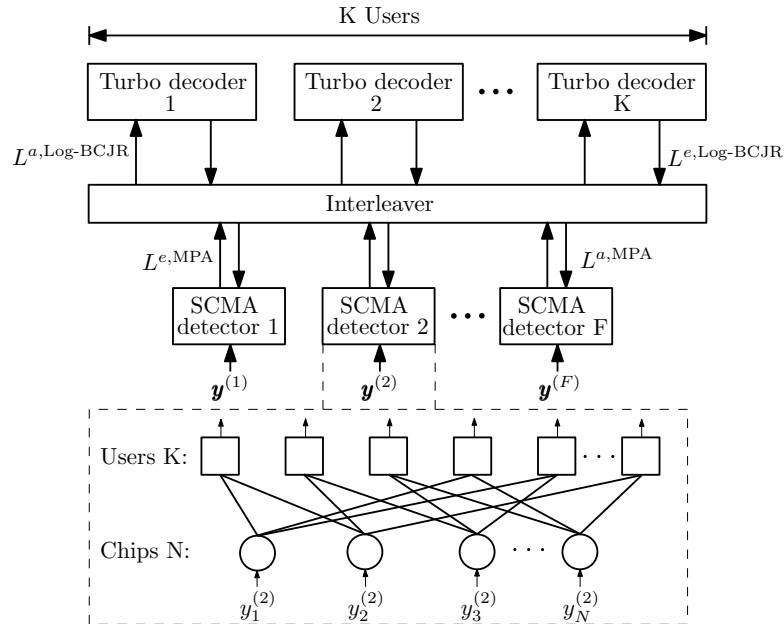 K Users
Turbo decoder 1
Turbo decoder 2
...
Turbo decoder K
L^{a,Log-BCJR}
L^{e,Log-BCJR}
Interleaver
L^{e,MPA}
L^{a,MPA}
SCMA detector 1
SCMA detector 2
...
SCMA detector F
y^{(1)}
y^{(2)}
y^{(F)}
Users K:
...
Chips N:
...
y_1^{(2)}
y_2^{(2)}
y_3^{(2)}
y_N^{(2)}